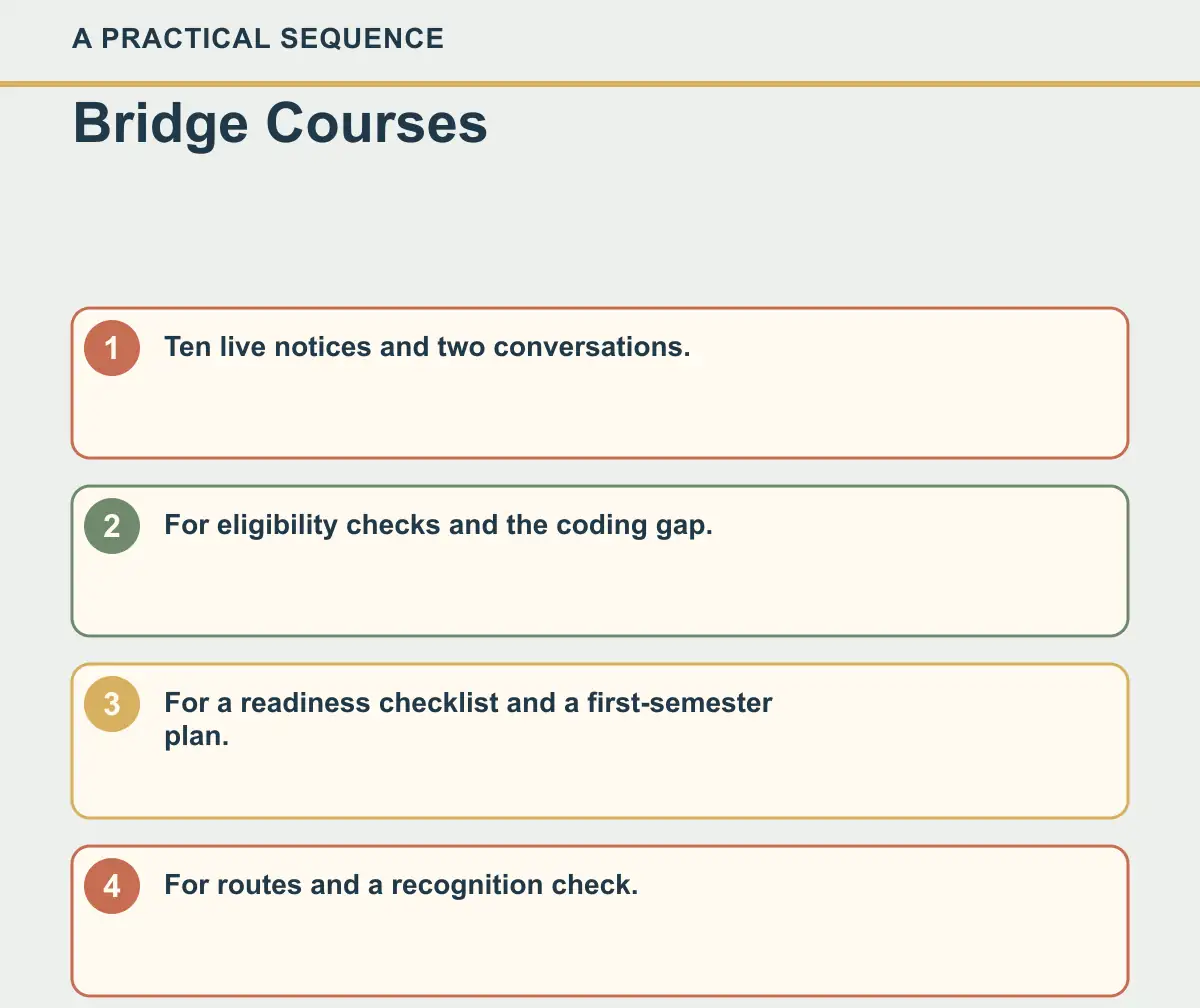 A PRACTICAL SEQUENCE
Bridge Courses
1
Ten live notices and two conversations.
2
For eligibility checks and the coding gap.
3
For a readiness checklist and a first-semester
plan.
4
For routes and a recognition check.